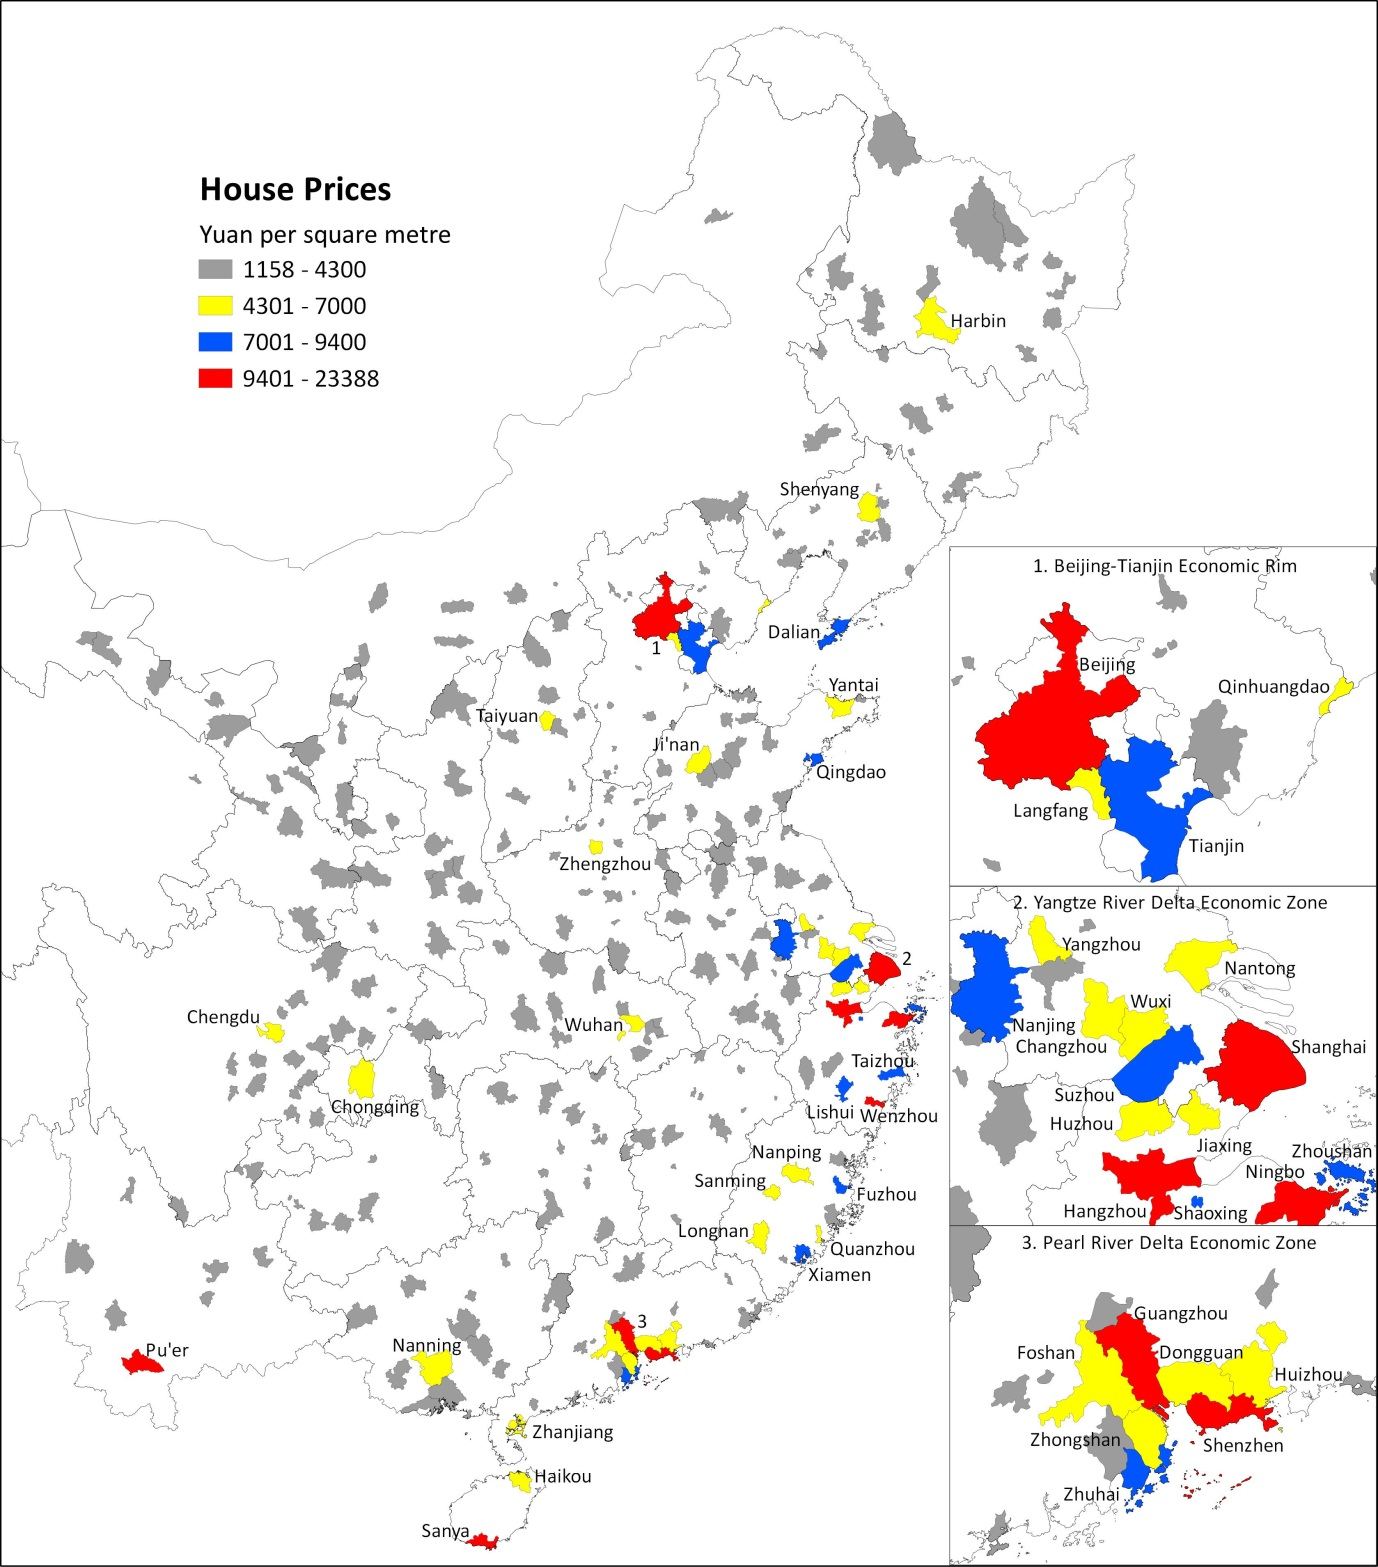 House Prices
Yuan per square metre
1158 - 4300
4301 - 7000
7001 - 9400
9401 - 23388
Harbin
Shenyang
Dalian
1
Yantai
Taiyuan
Ji'nan
Qingdao
Zhengzhou
2
Chengdu
Wuhan
Taizhou
Chongqing
Lishui
Wenzhou
Nanping
Sanming
Fuzhou
Longnan
Quanzhou
Xiamen
3
Pu'er
Nanning
Zhanjiang
Haikou
Sanya
1. Beijing-Tianjin Economic Rim
Beijing
Qinhuangdao
Langfang
Tianjin
2. Yangtze River Delta Economic Zone
Yangzhou
Nantong
Wuxi
Nanjing
Changzhou
Shanghai
Suzhou
Huzhou
Jiaxing
Zhoushan
Ningbo
Hangzhou
Shaoxing
3. Pearl River Delta Economic Zone
Guangzhou
Foshan
Dongguan
Huizhou
Zhongshan
Shenzhen
Zhuhai